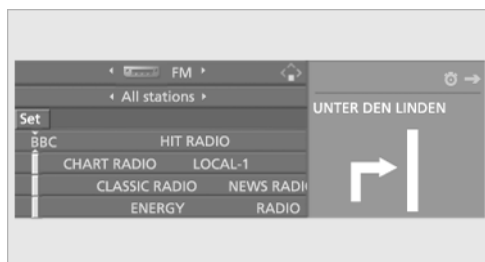 FM
All stations
UNTER DEN LINDEN
Set
BBC HIT RADIO
CHART RADIO LOCAL-1
CLASSIC RADIO NEWS RADI
ENERGY RADIO